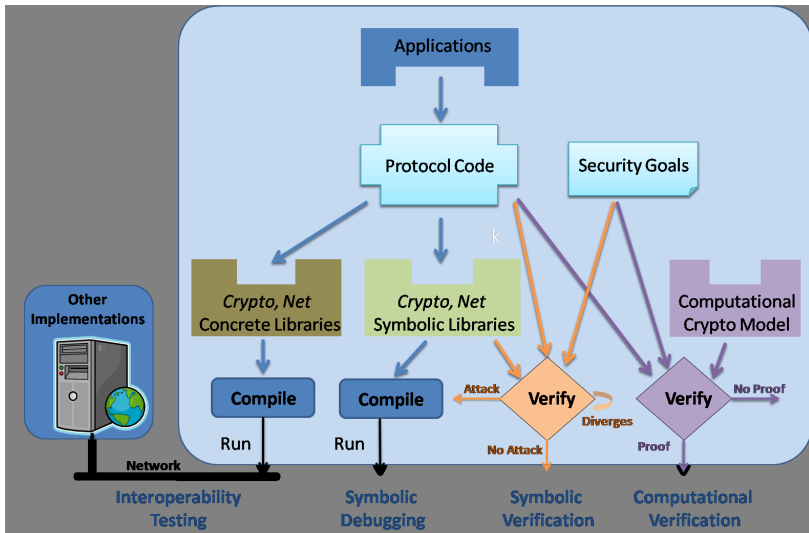 Applications
Protocol Code
Security Goals
k
Crypto, Net
Concrete Libraries
Crypto, Net
Symbolic Libraries
Computational
Crypto Model
Other
Implementations
Compile
Compile
Attack
Verify
Diverges
Verify
No Proof
Run
Run
No Attack
Proof
Network
Interoperability
Testing
Symbolic
Debugging
Symbolic
Verification
Computational
Verification